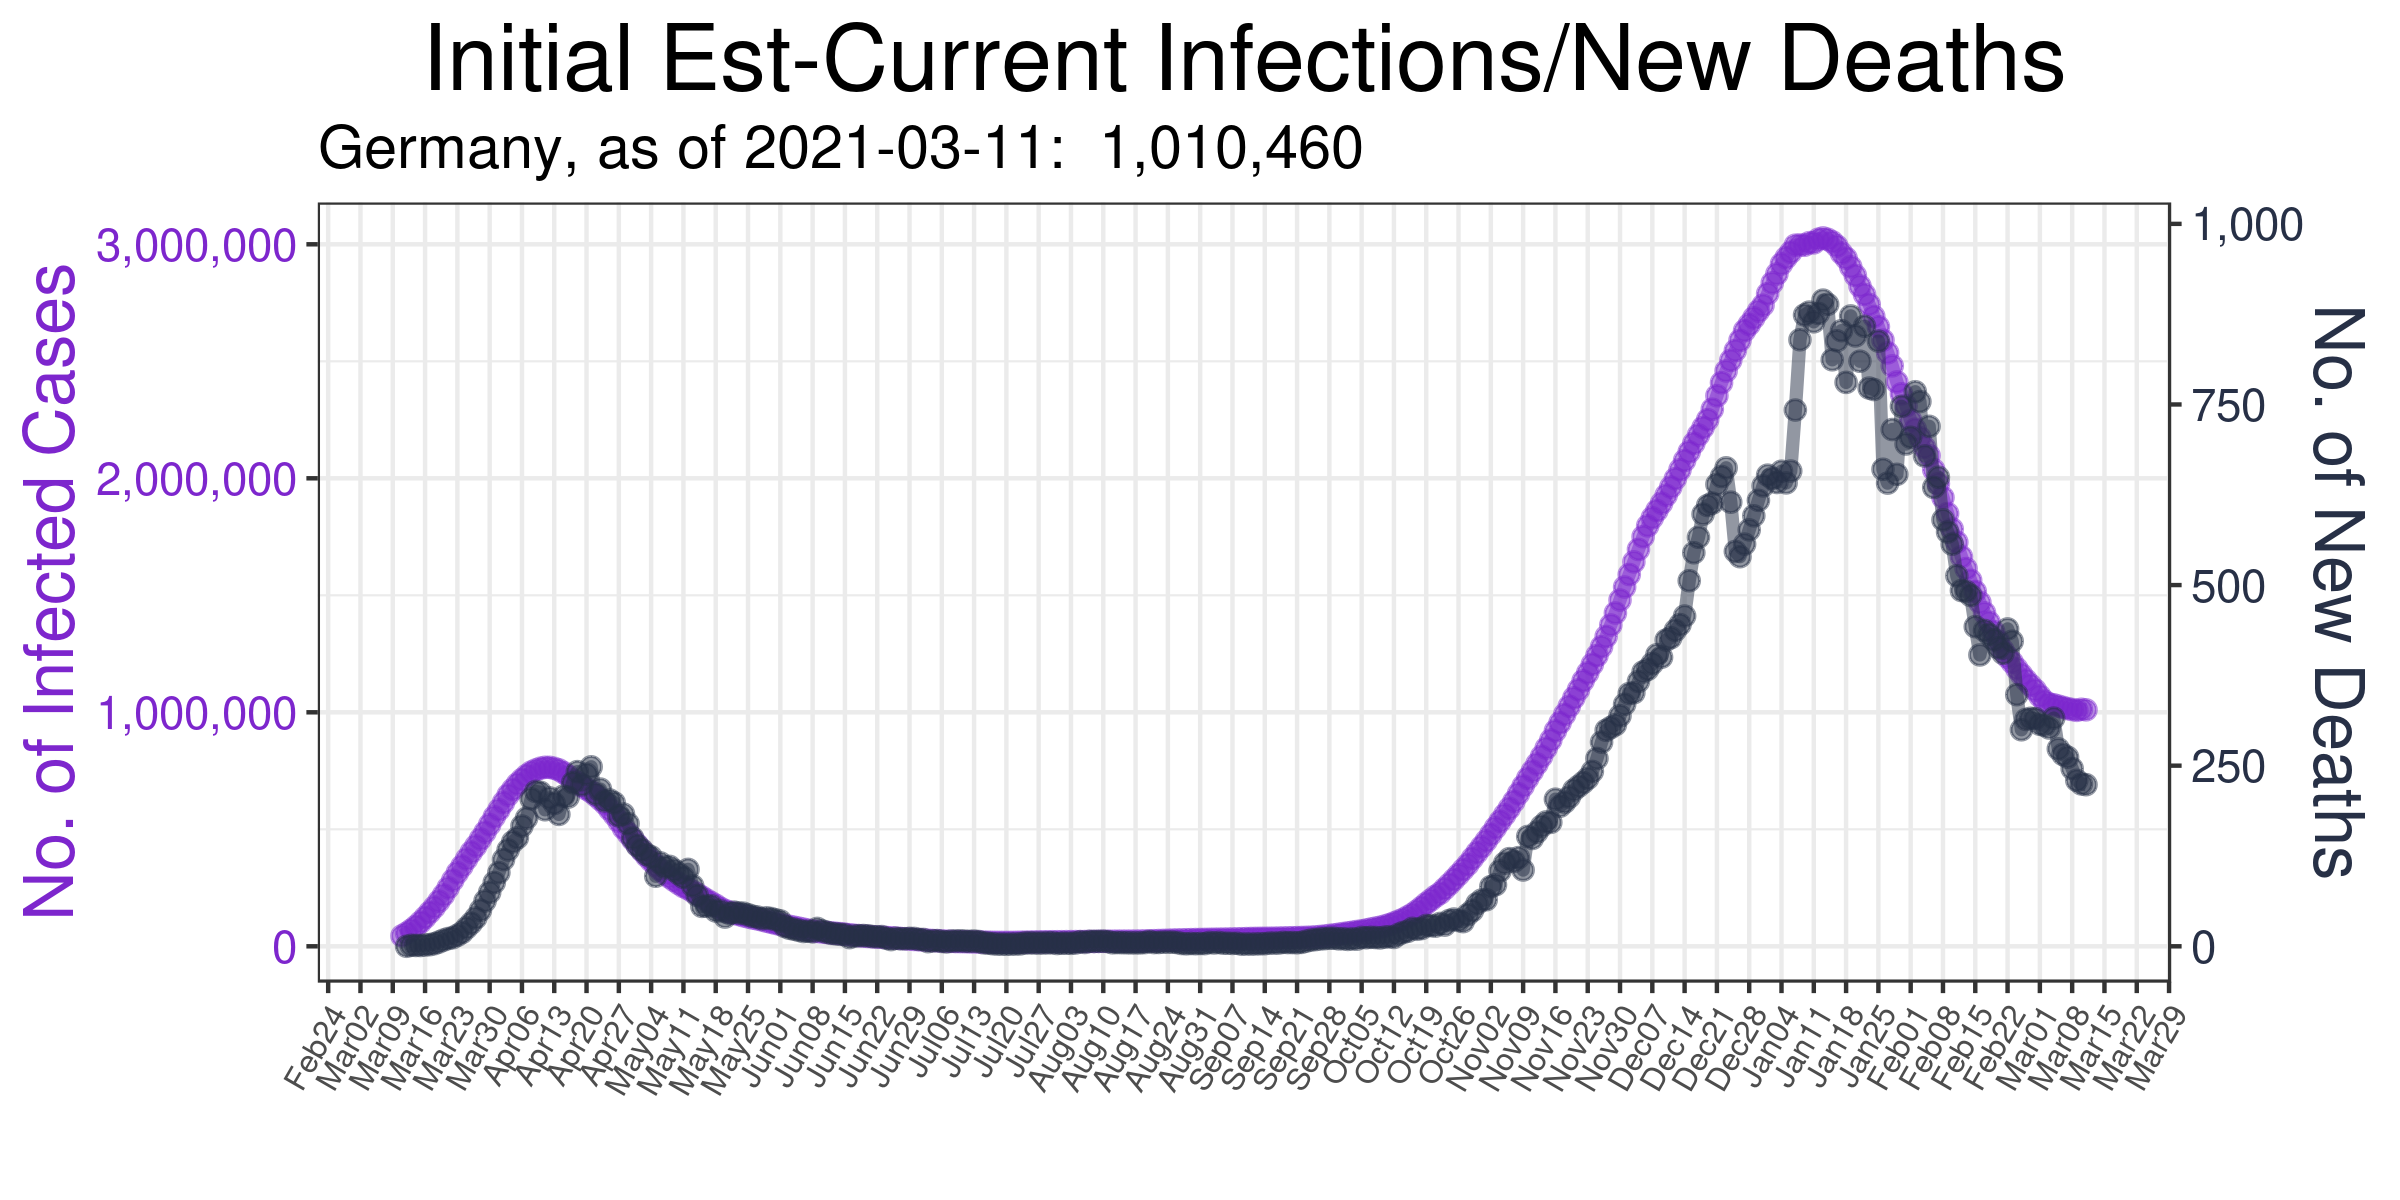 Initial Est-Current Infections/New Deaths
Germany, as of 2021-03-11:  1,010,460
No. of Infected Cases
3,000,000
2,000,000
1,000,000
0
1,000
750
500
250
0
No. of New Deaths
Feb24
Mar02
Mar09
Mar16
Mar23
Mar30
Apr06
Apr13
Apr20
Apr27
May04
May11
May18
May25
Jun01
Jun08
Jun15
Jun22
Jun29
Jul06
Jul13
Jul20
Jul27
Aug03
Aug10
Aug17
Aug24
Aug31
Sep07
Sep14
Sep21
Sep28
Oct05
Oct12
Oct19
Oct26
Nov02
Nov09
Nov16
Nov23
Nov30
Dec07
Dec14
Dec21
Dec28
Jan04
Jan11
Jan18
Jan25
Feb01
Feb08
Feb15
Feb22
Mar01
Mar08
Mar15
Mar22
Mar29